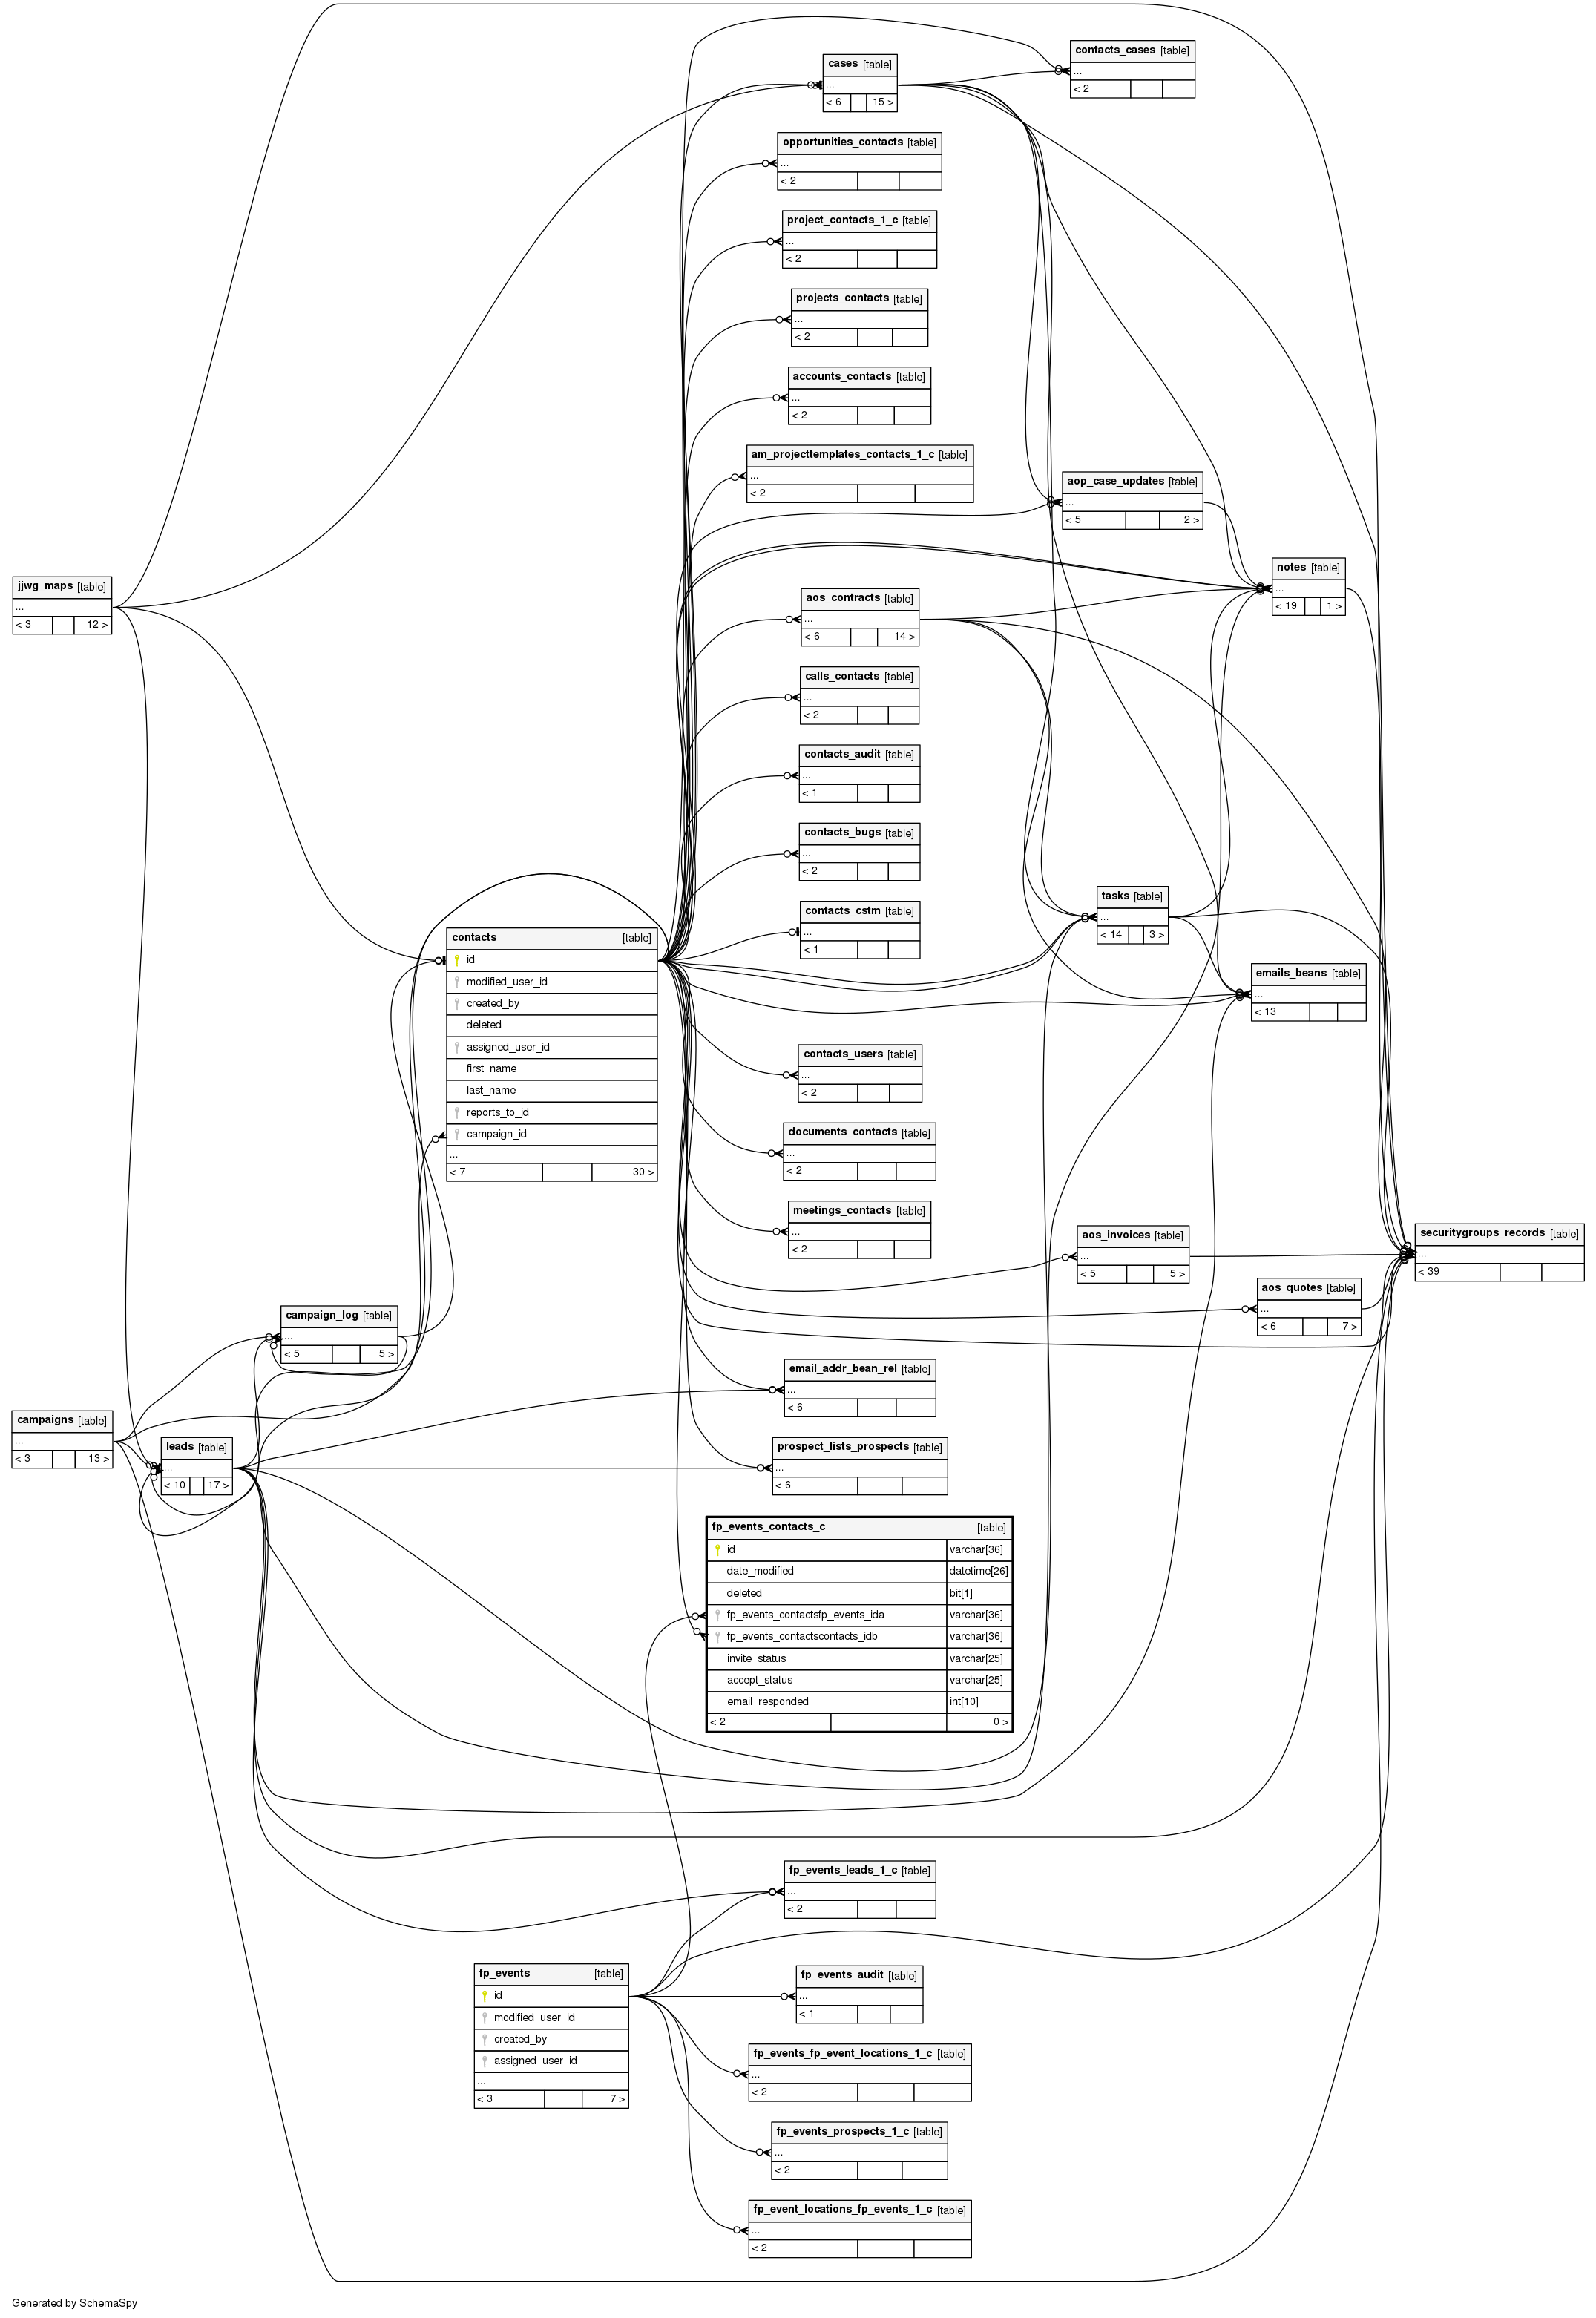 cases [table]
...
< 6 15 >
contacts_cases [table]
...
< 2
opportunities_contacts [table]
...
< 2
project_contacts_1_c [table]
...
< 2
projects_contacts [table]
...
< 2
accounts_contacts [table]
...
< 2
am_projecttemplates_contacts_1_c [table]
...
< 2
aop_case_updates [table]
...
< 5 2 >
notes [table]
...
< 19 1 >
jjwg_maps [table]
...
< 3 12 >
aos_contracts [table]
...
< 6 14 >
calls_contacts [table]
...
< 2
contacts_audit [table]
...
< 1
contacts_bugs [table]
...
< 2
contacts_cstm [table]
...
< 1
tasks [table]
...
< 14 3 >
contacts [table]
id
modified_user_id
created_by
deleted
assigned_user_id
first_name
last_name
reports_to_id
campaign_id
...
< 7 30 >
emails_beans [table]
...
< 13
contacts_users [table]
...
< 2
documents_contacts [table]
...
< 2
meetings_contacts [table]
...
< 2
aos_invoices [table]
...
< 5 5 >
securitygroups_records [table]
...
< 39
aos_quotes [table]
...
< 6 7 >
campaign_log [table]
...
< 5 5 >
email_addr_bean_rel [table]
...
< 6
campaigns [table]
...
< 3 13 >
leads [table]
...
< 10 17 >
prospect_lists_prospects [table]
...
< 6
fp_events_contacts_c [table]
id varchar[36]
date_modified datetime[26]
deleted bit[1]
fp_events_contactsfp_events_ida varchar[36]
fp_events_contactscontacts_idb varchar[36]
invite_status varchar[25]
accept_status varchar[25]
email_responded int[10]
< 2 0 >
fp_events_leads_1_c [table]
...
< 2
fp_events [table]
id
modified_user_id
created_by
assigned_user_id
...
< 3 7 >
fp_events_audit [table]
...
< 1
fp_events_fp_event_locations_1_c [table]
...
< 2
fp_events_prospects_1_c [table]
...
< 2
fp_event_locations_fp_events_1_c [table]
...
< 2
Generated by SchemaSpy